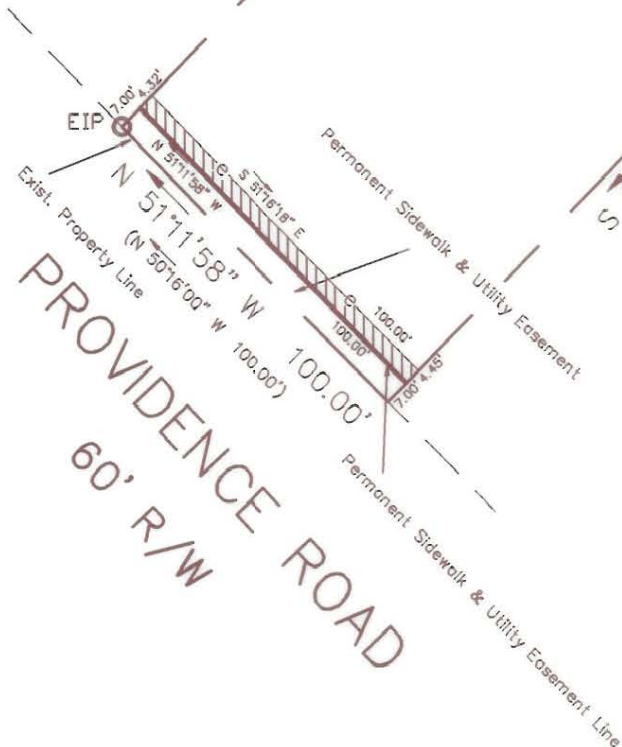 7.00' 4.32'
EIP
N 51°11'58" W
e
S 51°16'18" E
Permanent Sidewalk & Utility Easement
Exist. Property Line
N 51°11'58" W 100.00'
(N 50°16'00" W 100.00')
e
100.00'
100.00'
7.00' 4.45'
S
PROVIDENCE ROAD
60' R/W
Permanent Sidewalk & Utility Easement Line